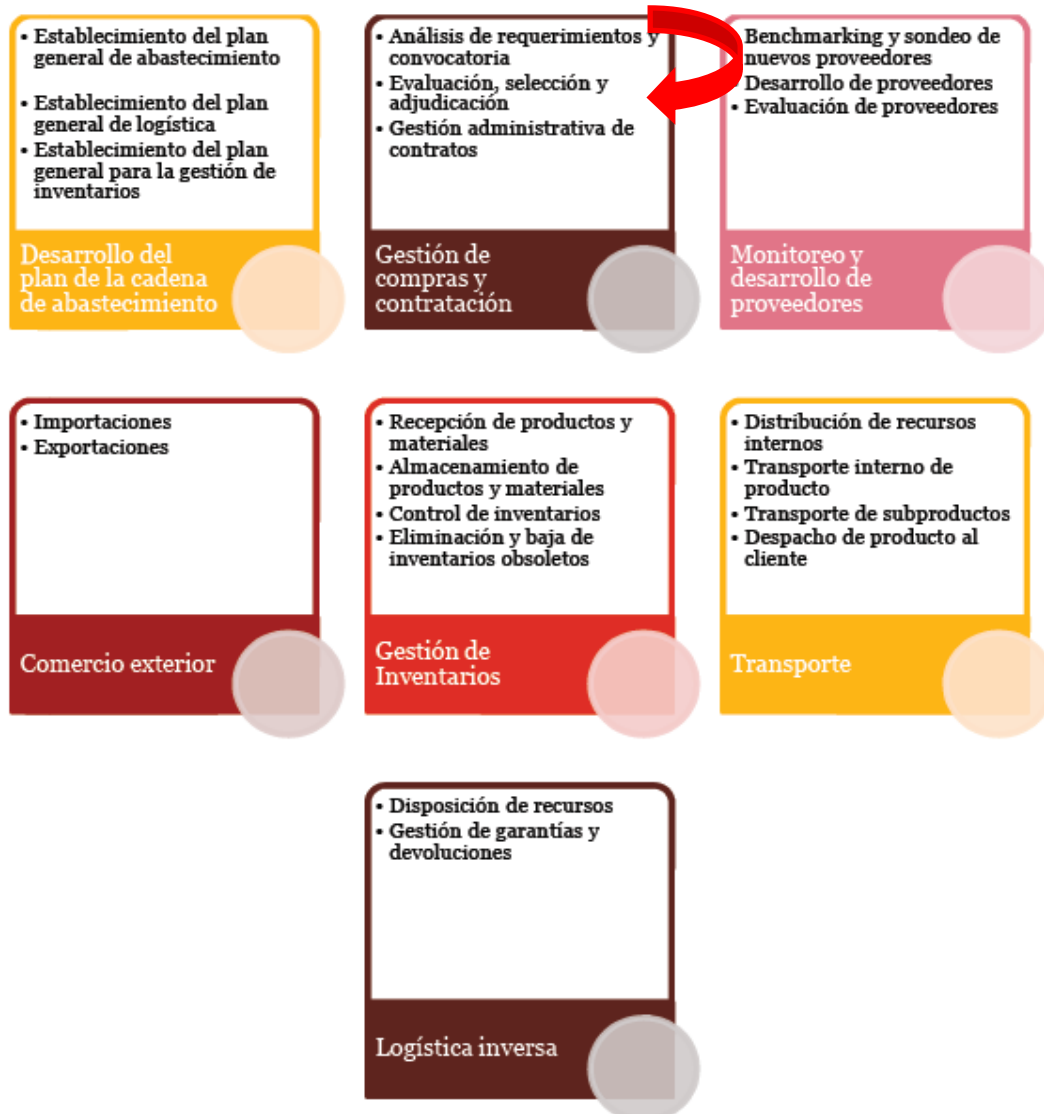 • Establecimiento del plan
general de abastecimiento
• Establecimiento del plan
general de logística
• Establecimiento del plan
general para la gestión de
inventarios
Desarrollo del
plan de la cadena
de abastecimiento
• Análisis de requerimientos y
convocatoria
• Evaluación, selección y
adjudicación
• Gestión administrativa de
contratos
Gestión de
compras y
contratación
Benchmarking y sondeo de
nuevos proveedores
Desarrollo de proveedores
• Evaluación de proveedores
Monitoreo y
desarrollo de
proveedores
• Importaciones
• Exportaciones
Comercio exterior
• Recepción de productos y
materiales
• Almacenamiento de
productos y materiales
• Control de inventarios
• Eliminación y baja de
inventarios obsoletos
Gestión de
Inventarios
• Distribución de recursos
internos
• Transporte interno de
producto
• Transporte de subproductos
• Despacho de producto al
cliente
Transporte
• Disposición de recursos
• Gestión de garantías y
devoluciones
Logística inversa